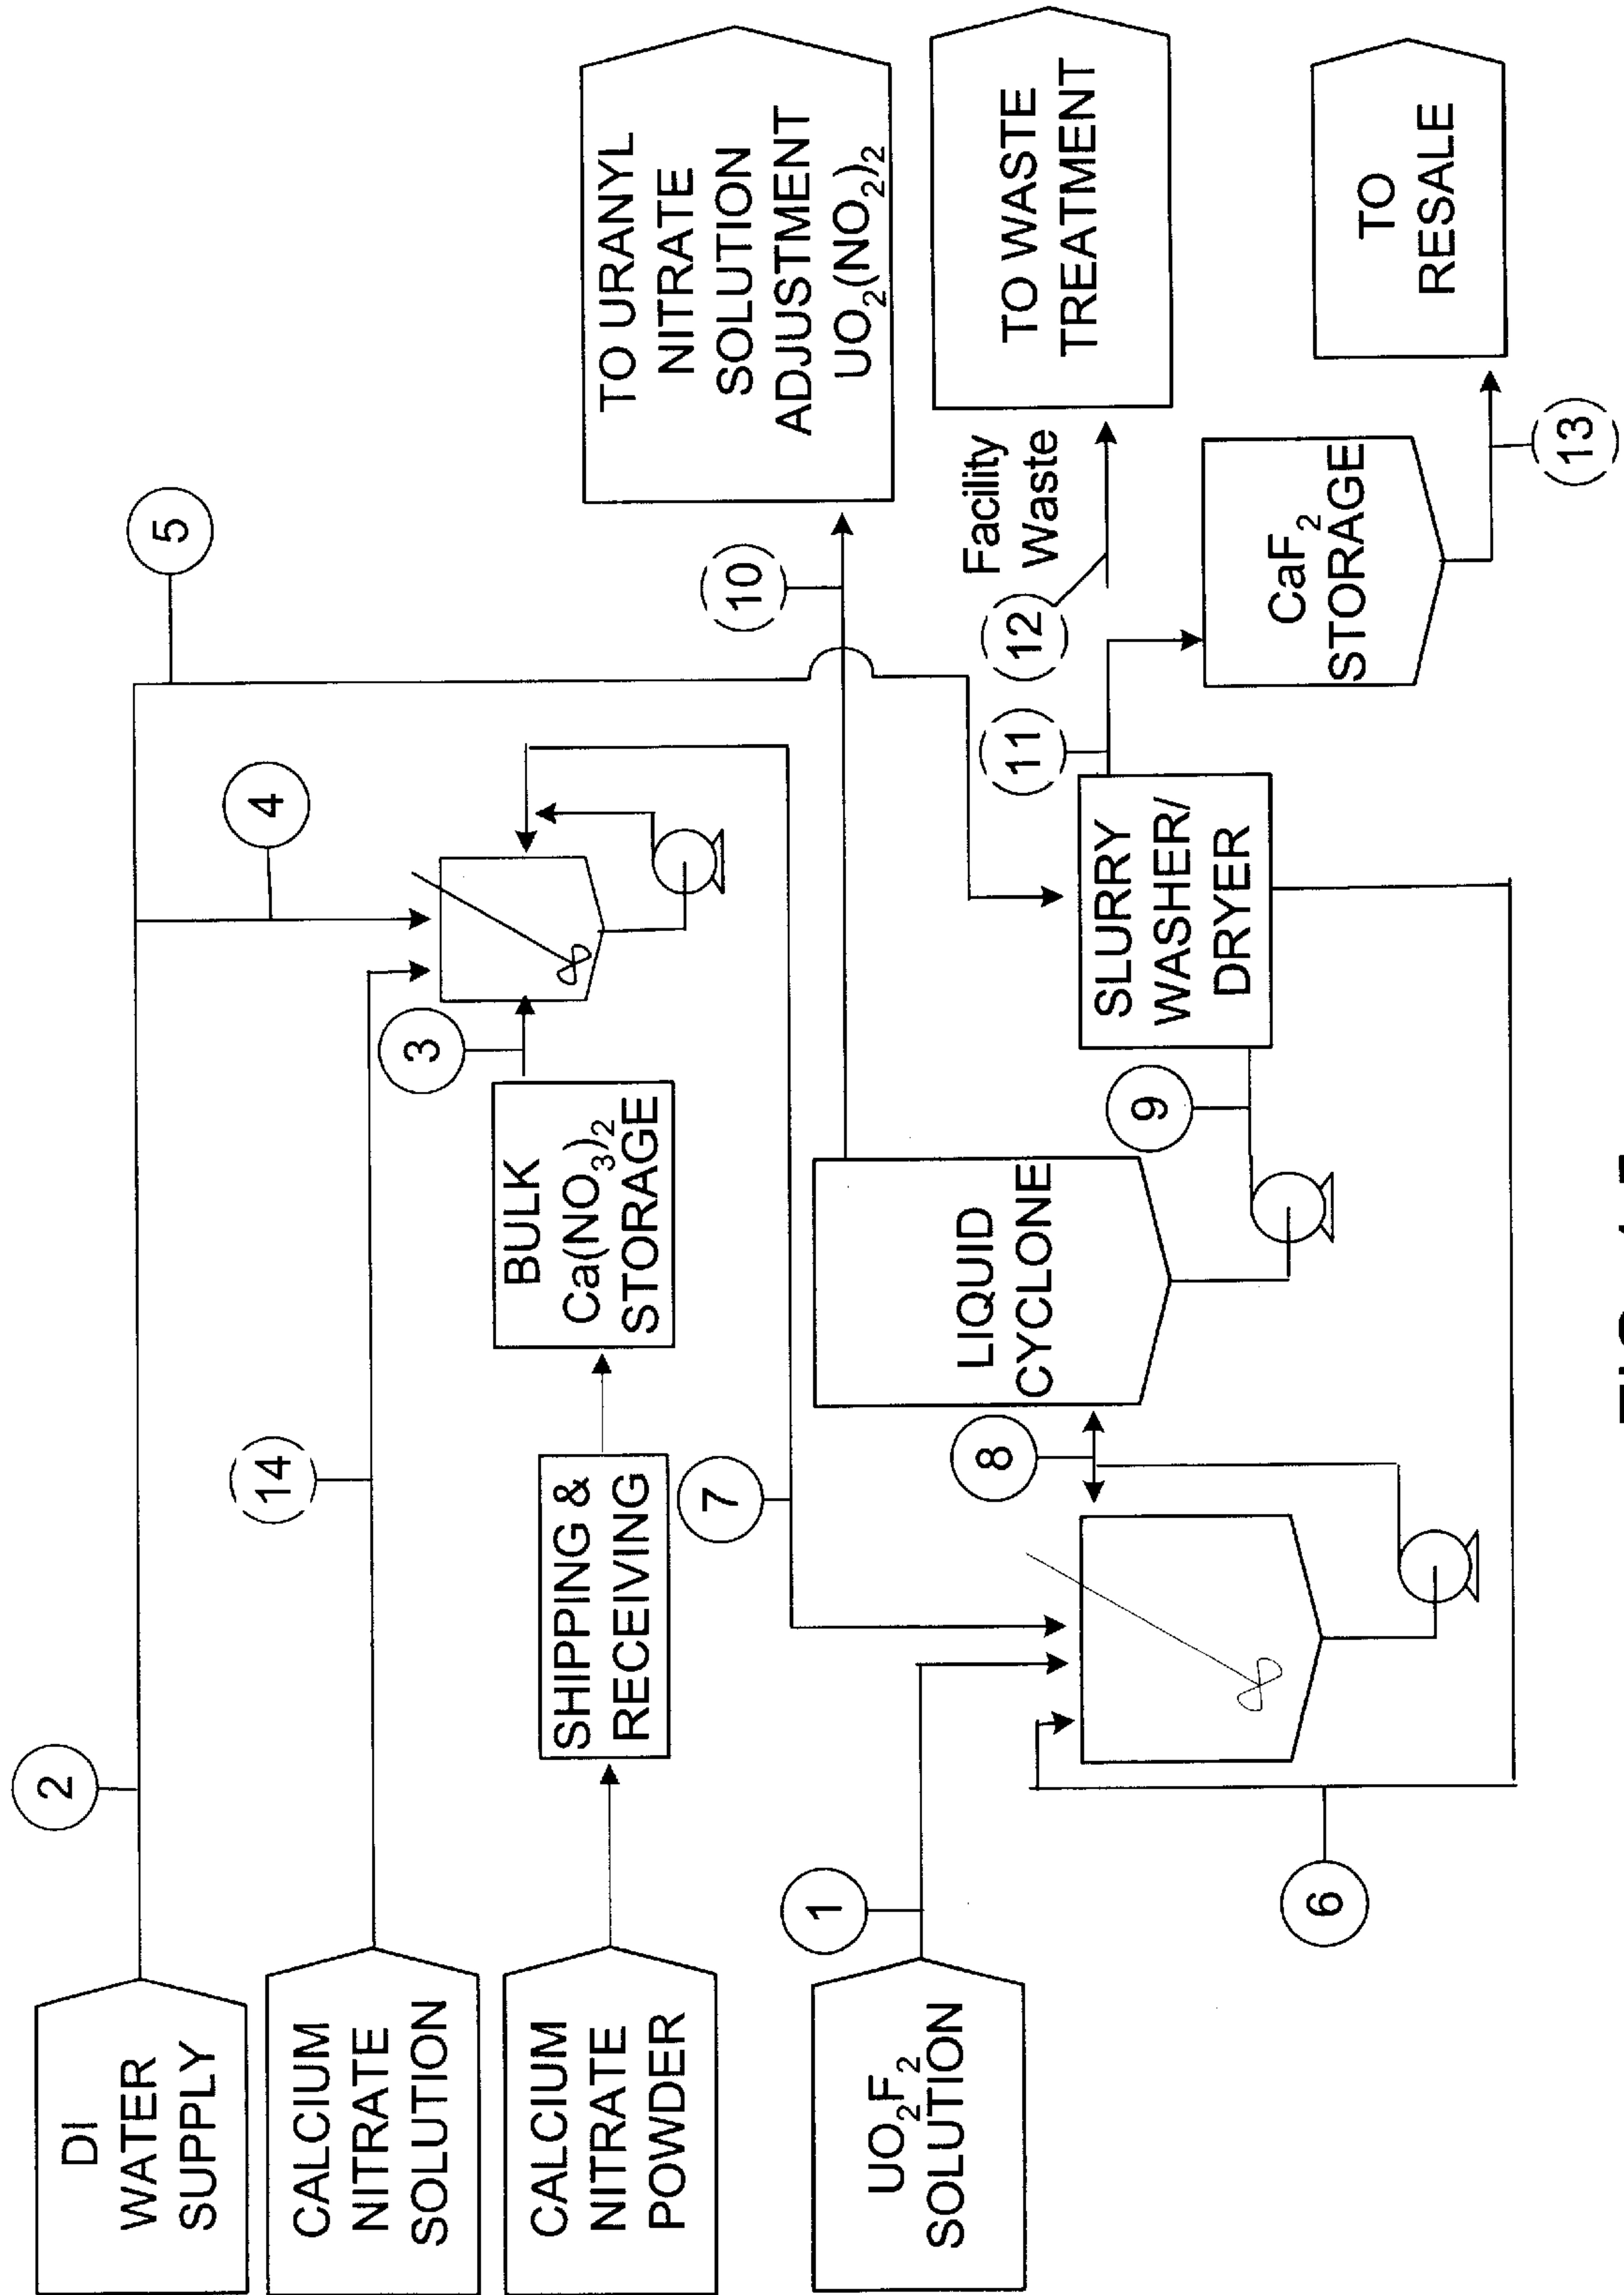 DI
WATER
SUPPLY
2
5
4
CALCIUM
NITRATE
SOLUTION
14
CALCIUM
NITRATE
POWDER
SHIPPING &
RECEIVING
BULK
Ca(NO₃)₂
STORAGE
3
7
10
TO URANYL
NITRATE
SOLUTION
ADJUSTMENT
UO₂(NO₂)₂
UO₂F₂
SOLUTION
1
6
8
LIQUID
CYCLONE
9
SLURRY
WASHER/
DRYER
11
12
Facility
Waste
TO WASTE
TREATMENT
CaF₂
STORAGE
13
TO
RESALE